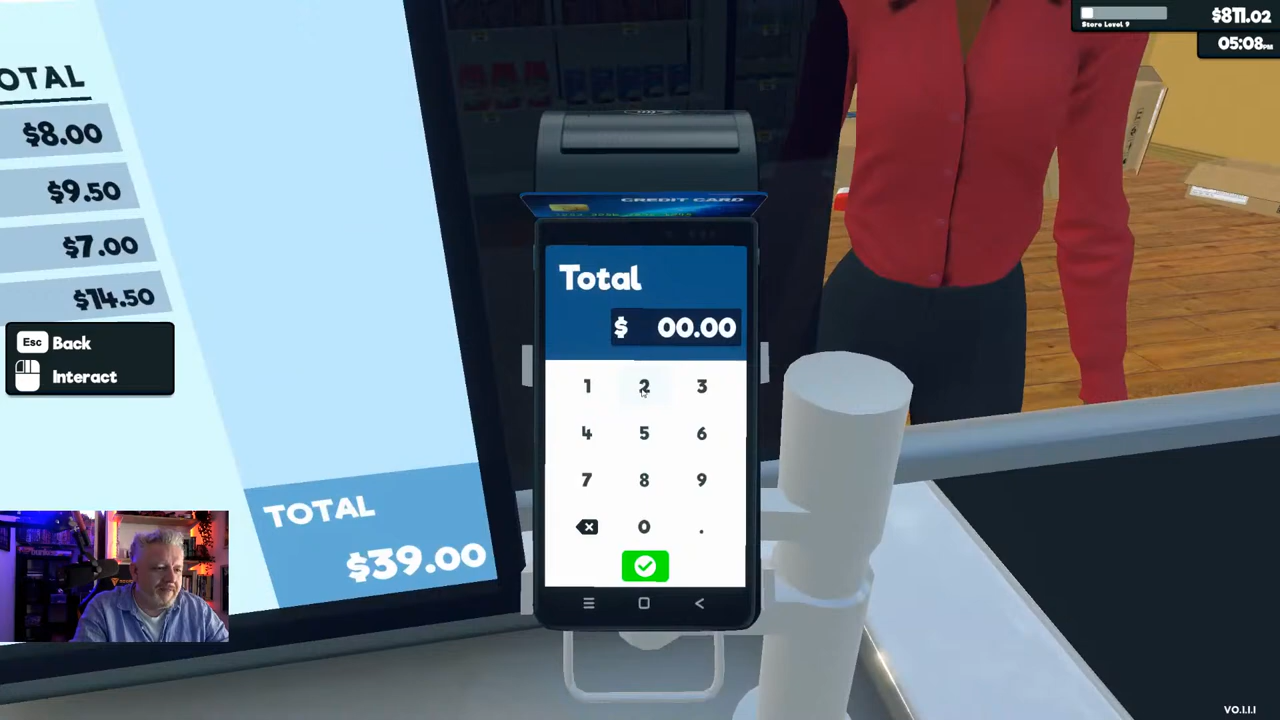 $811.02
Store Level 9
05:08PM
OTAL
$8.00
$9.50
$7.00
$14.50
Esc Back
Interact
TOTAL
$39.00
CREDIT CARD
Total
$ 00.00
1 2 3
4 5 6
7 8 9
0 .
V0.1.1.1